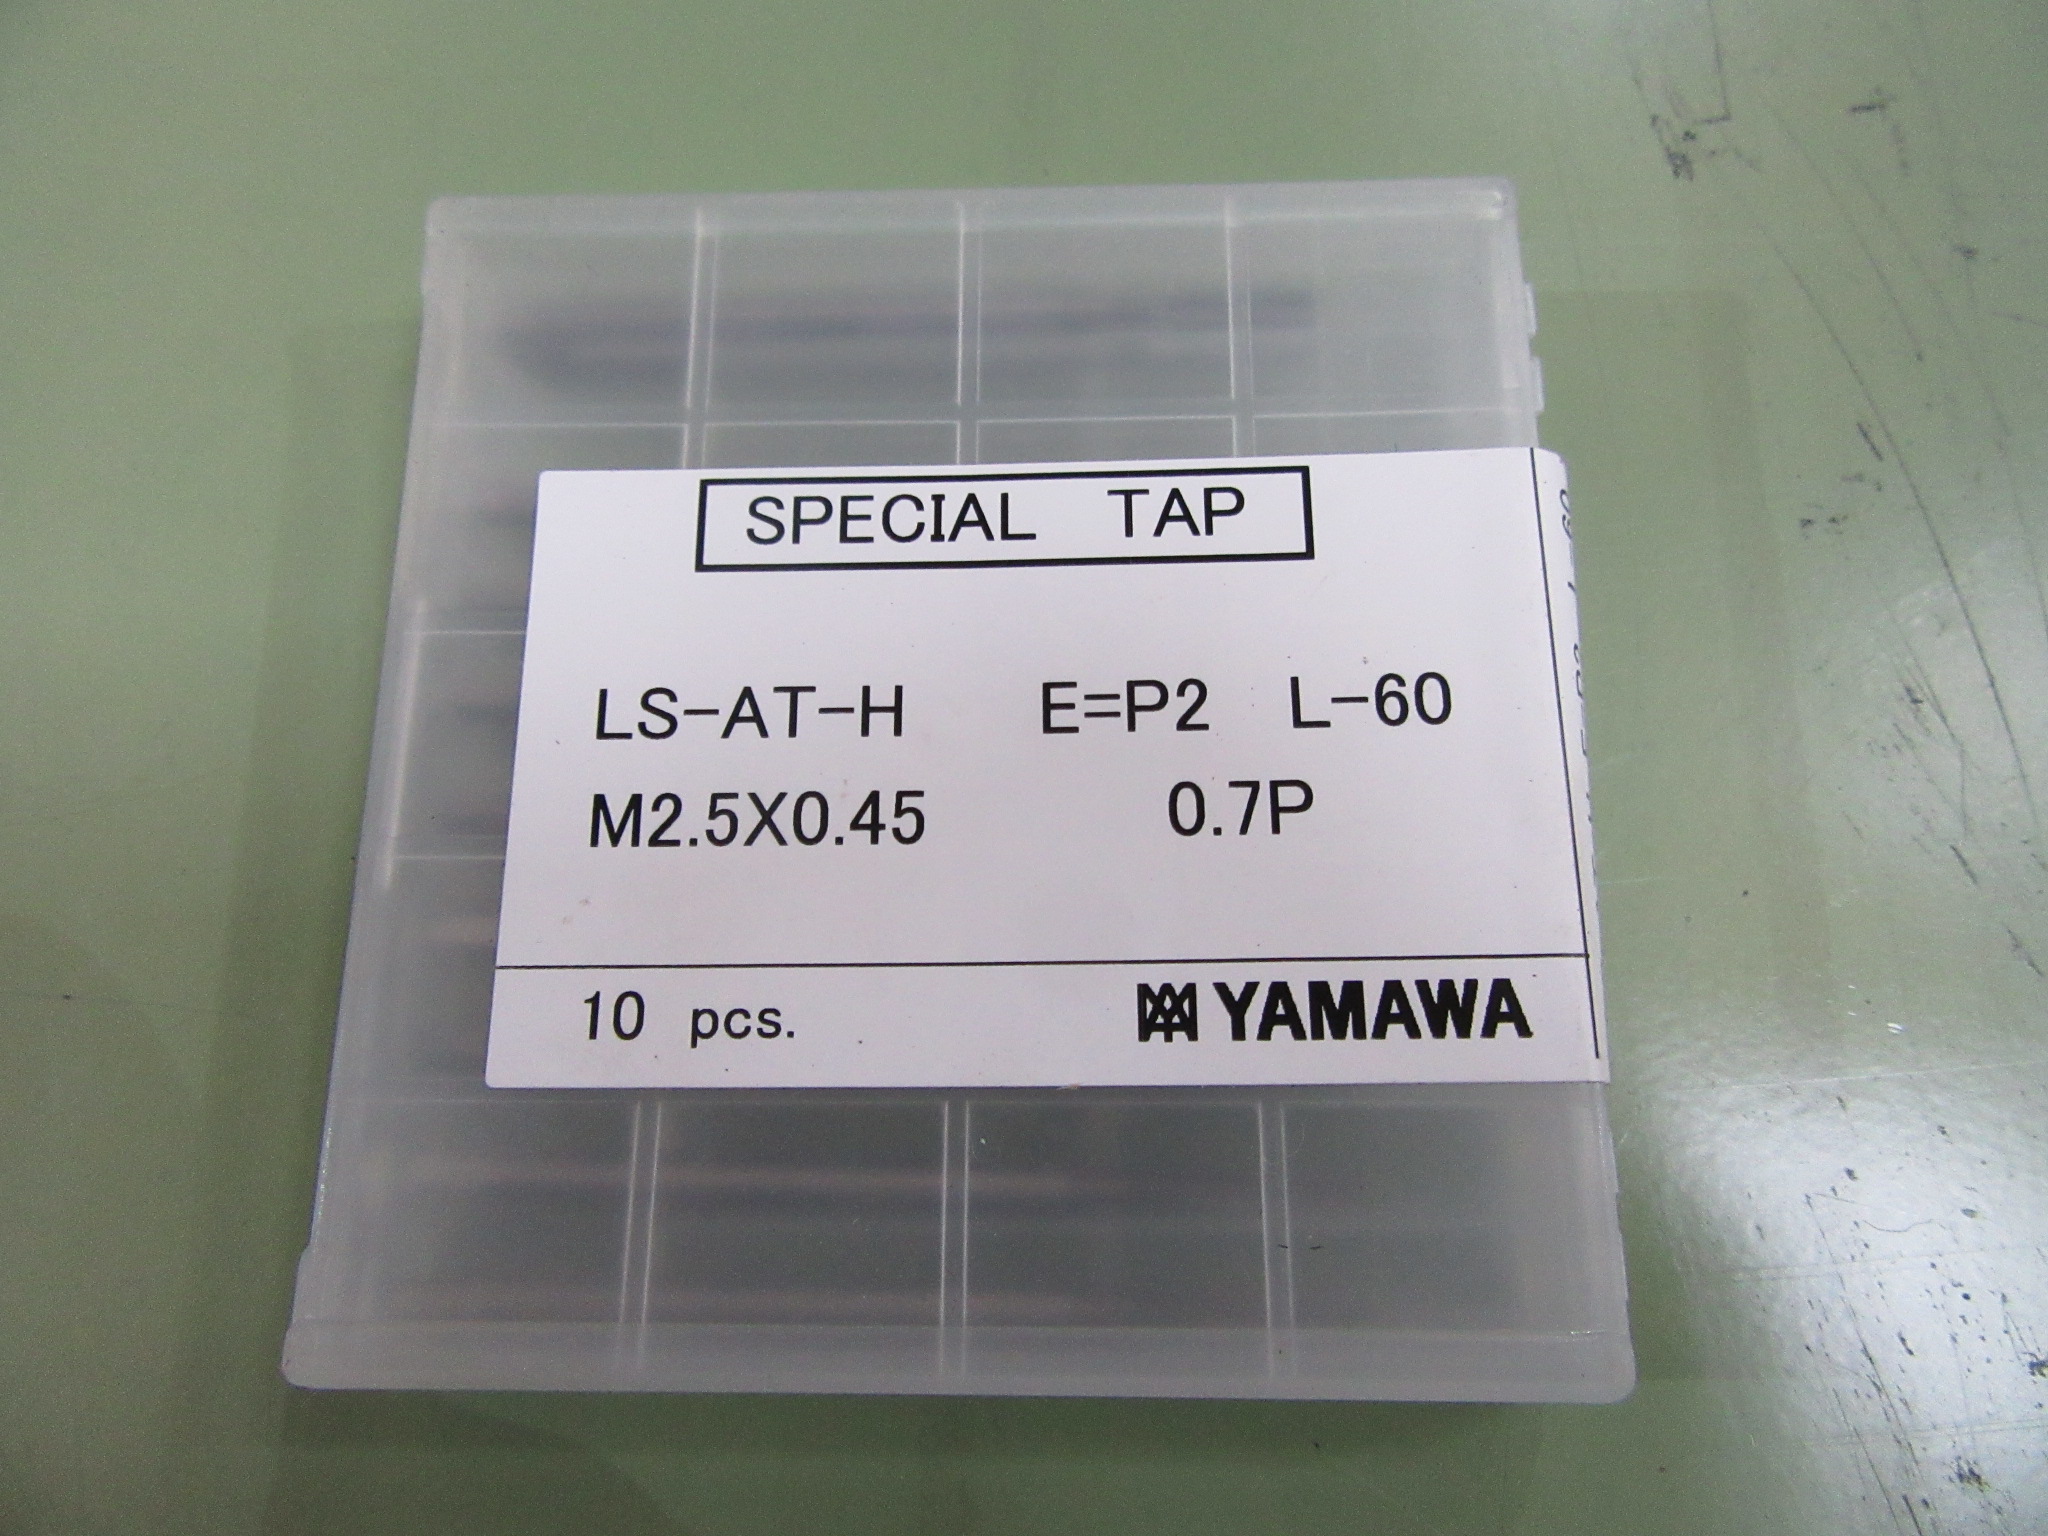 SPECIAL TAP
LS-AT-H E=P2 L-60
M2.5X0.45 0.7P
10 pcs. YAMAWA